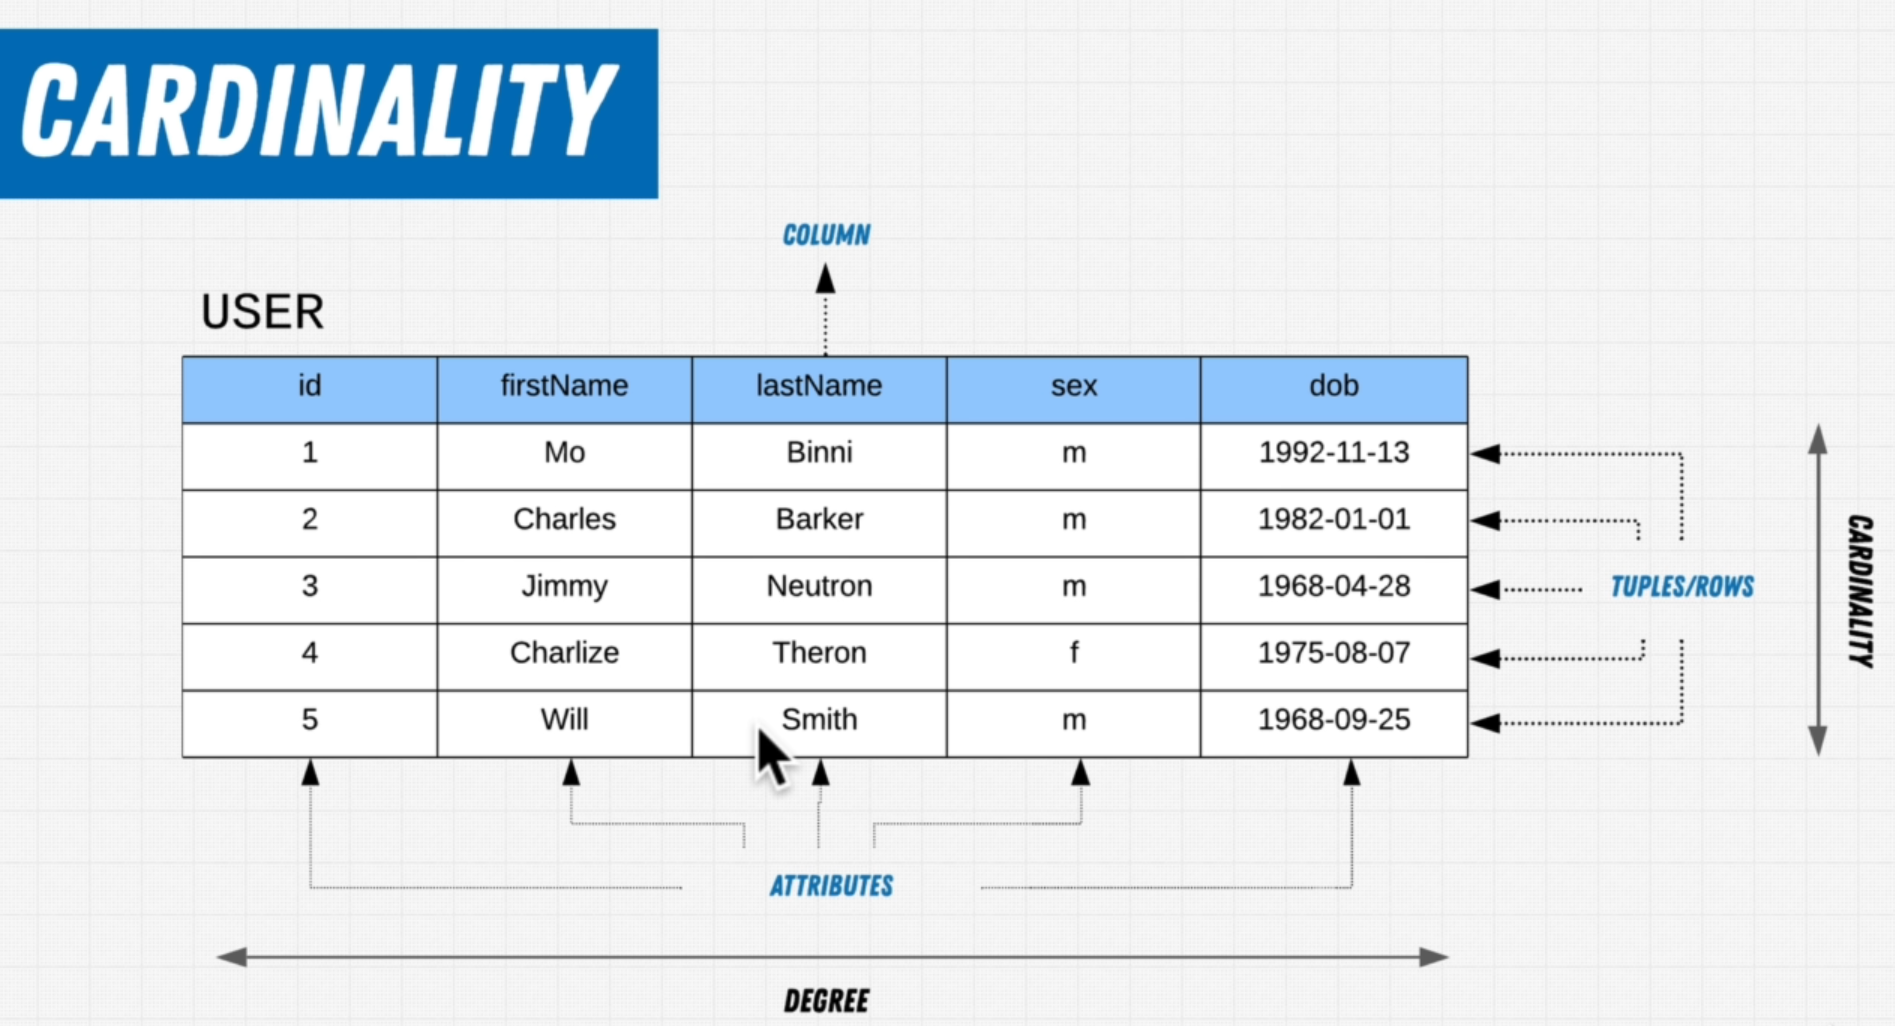 CARDINALITY
COLUMN
USER
id firstName lastName sex dob
1 Mo Binni m 1992-11-13
2 Charles Barker m 1982-01-01
3 Jimmy Neutron m 1968-04-28
4 Charlize Theron f 1975-08-07
5 Will Smith m 1968-09-25
TUPLES/ROWS
CARDINALITY
ATTRIBUTES
DEGREE